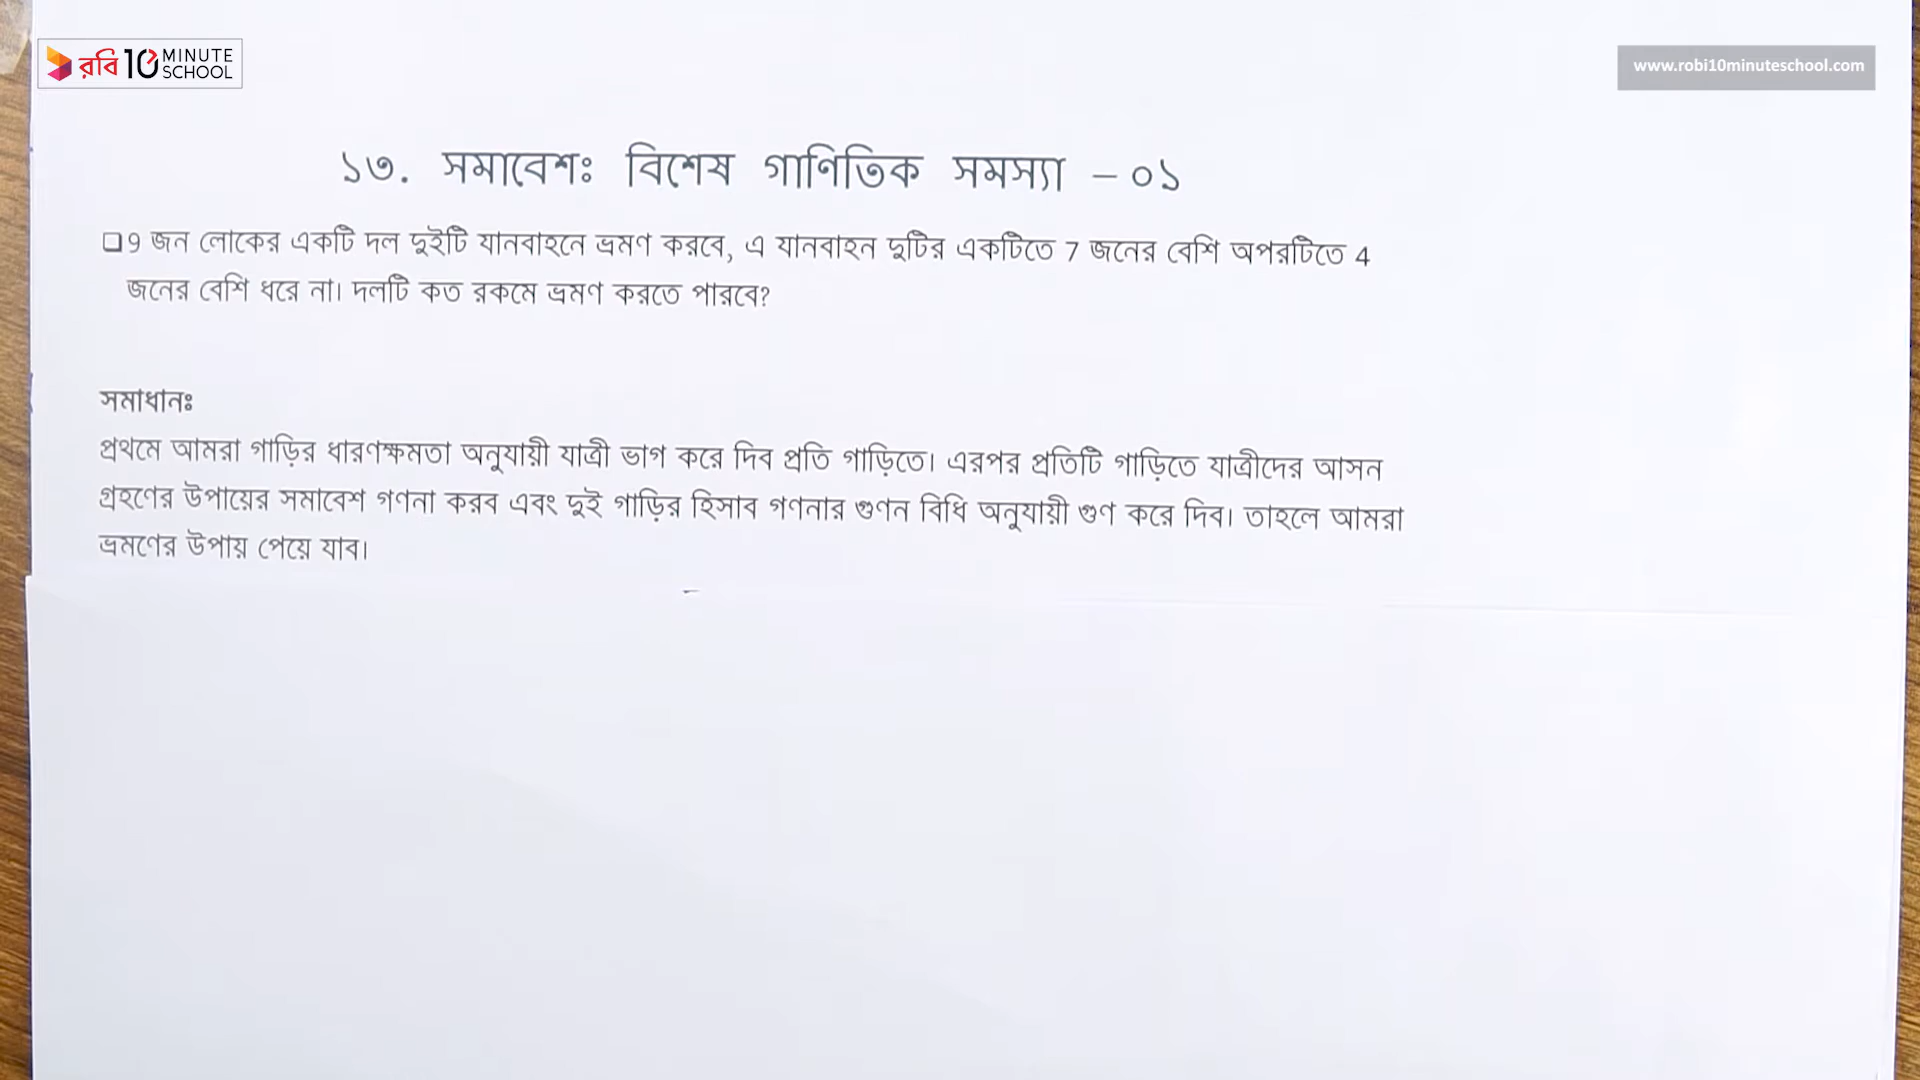 রবি 10 MINUTE SCHOOL
www.robi10minuteschool.com
১৩. সমাবেশঃ বিশেষ গাণিতিক সমস্যা – ০১
❑9 জন লোকের একটি দল দুইটি যানবাহনে ভ্রমণ করবে, এ যানবাহন দুটির একটিতে 7 জনের বেশি অপরটিতে 4
জনের বেশি ধরে না। দলটি কত রকমে ভ্রমণ করতে পারবে?
সমাধানঃ
প্রথমে আমরা গাড়ির ধারণক্ষমতা অনুযায়ী যাত্রী ভাগ করে দিব প্রতি গাড়িতে। এরপর প্রতিটি গাড়িতে যাত্রীদের আসন
গ্রহণের উপায়ের সমাবেশ গণনা করব এবং দুই গাড়ির হিসাব গণনার গুণন বিধি অনুযায়ী গুণ করে দিব। তাহলে আমরা
ভ্রমণের উপায় পেয়ে যাব।